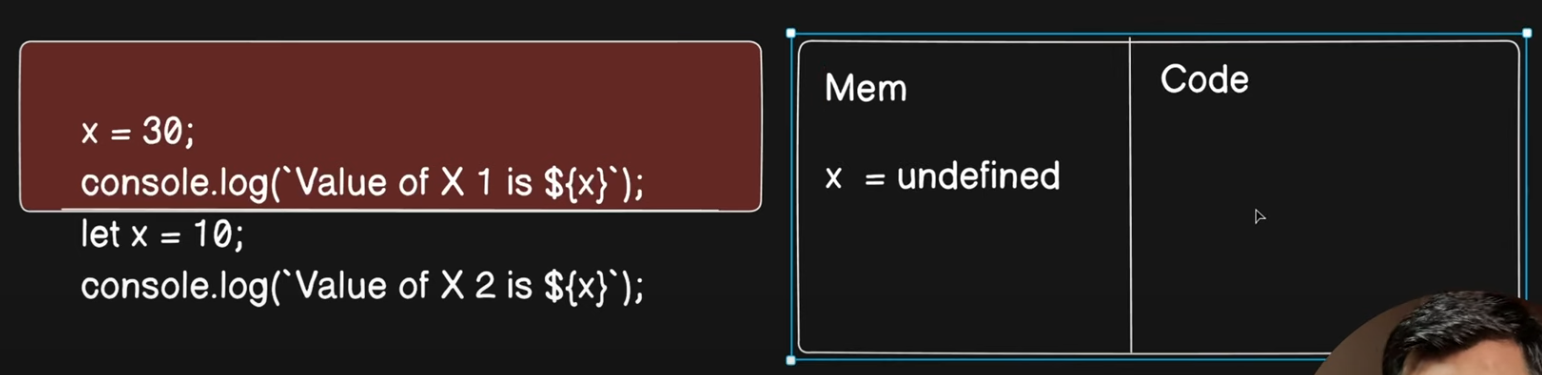 x = 30;
console.log(`Value of X 1 is ${x}`);
let x = 10;
console.log(`Value of X 2 is ${x}`);
Mem
Code
x = undefined